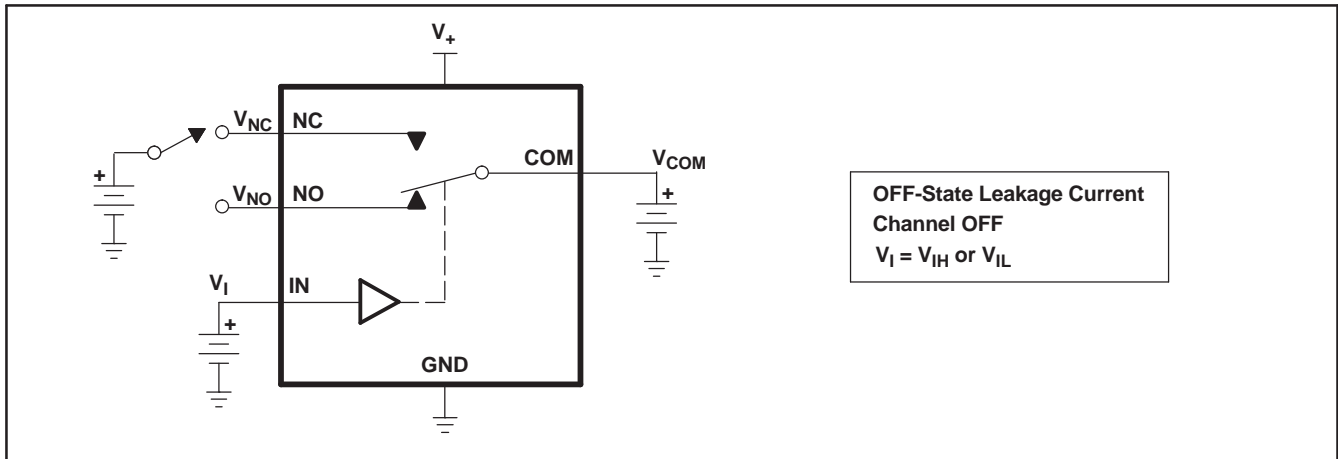 V+
VNC NC
+
COM VCOM
+
VNO NO
OFF-State Leakage Current
Channel OFF
VI = VIH or VIL
VI IN
+
GND